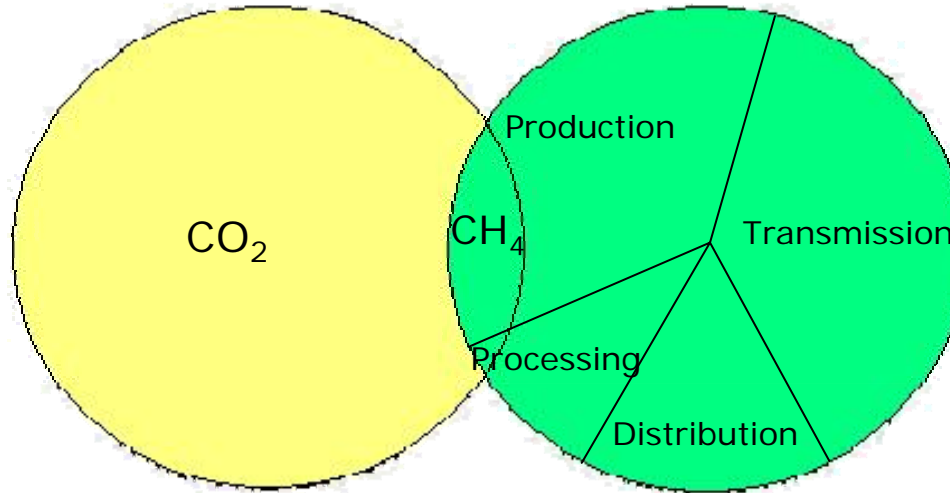 Production
CO₂
CH₄
Transmission
Processing
Distribution